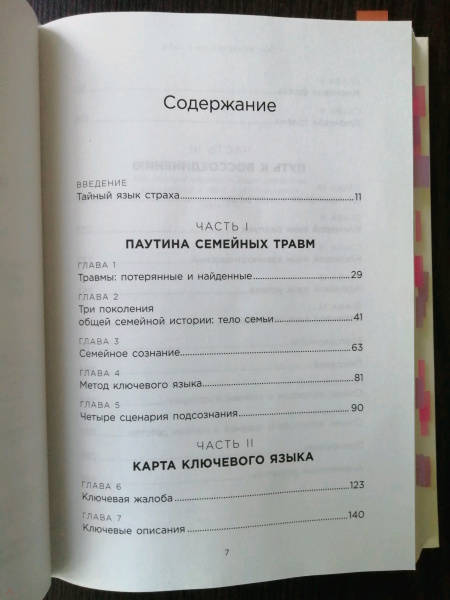 Содержание
ВВЕДЕНИЕ
Тайный язык страха 11
ЧАСТЬ I
ПАУТИНА СЕМЕЙНЫХ ТРАВМ
ГЛАВА 1
Травмы: потерянные и найденные 29
ГЛАВА 2
Три поколения
общей семейной истории: тело семьи 41
ГЛАВА 3
Семейное сознание 63
ГЛАВА 4
Метод ключевого языка 81
ГЛАВА 5
Четыре сценария подсознания 90
ЧАСТЬ II
КАРТА КЛЮЧЕВОГО ЯЗЫКА
ГЛАВА 6
Ключевая жалоба 123
ГЛАВА 7
Ключевые описания 140
7